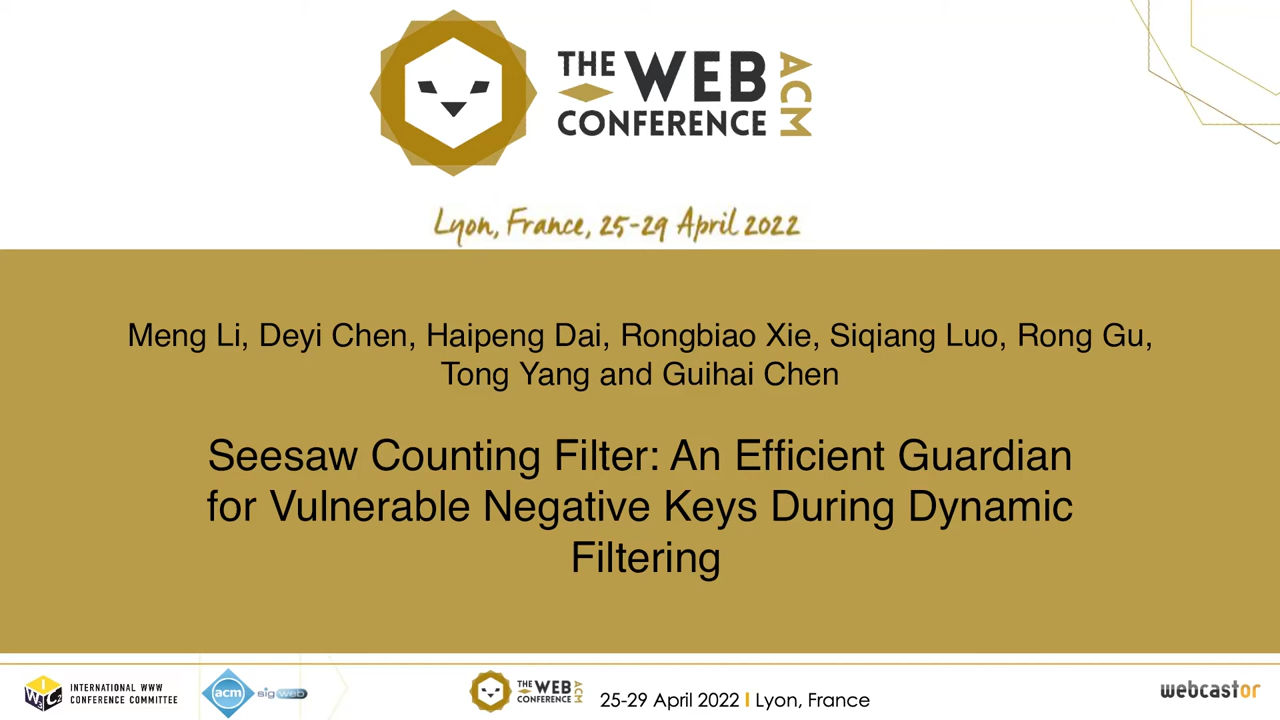 THE WEB CONFERENCE ACM
Lyon, France, 25-29 April 2022
Meng Li, Deyi Chen, Haipeng Dai, Rongbiao Xie, Siqiang Luo, Rong Gu,
Tong Yang and Guihai Chen
Seesaw Counting Filter: An Efficient Guardian
for Vulnerable Negative Keys During Dynamic
Filtering
IW3C2 INTERNATIONAL WWW
CONFERENCE COMMITTEE
acm sigweb
THE WEB CONFERENCE ACM
25-29 April 2022 I Lyon, France
webcastor